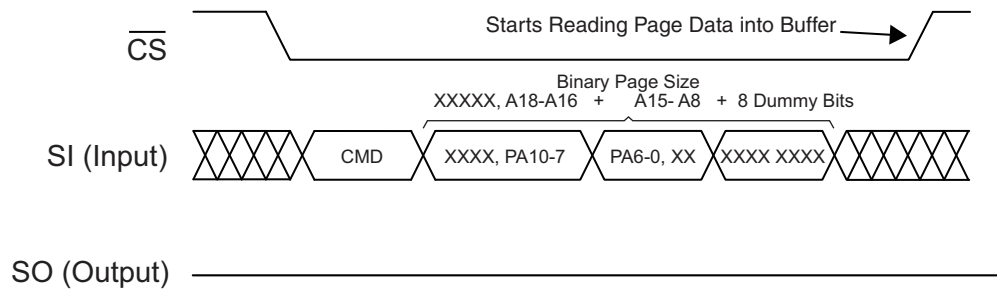 Starts Reading Page Data into Buffer
CS
Binary Page Size
XXXXX, A18-A16 + A15- A8 + 8 Dummy Bits
SI (Input) CMD XXXX, PA10-7 PA6-0, XX XXXX XXXX
SO (Output)